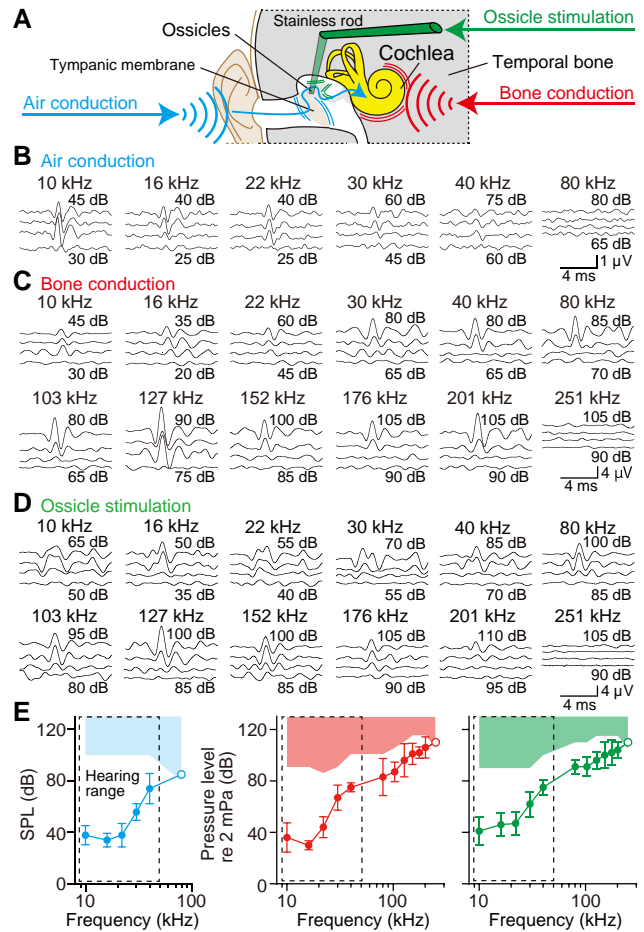 A
Ossicles
Stainless rod
Ossicle stimulation
Tympanic membrane
Cochlea
Temporal bone
Air conduction
Bone conduction
B Air conduction
10 kHz 16 kHz 22 kHz 30 kHz 40 kHz 80 kHz
45 dB 40 dB 40 dB 60 dB 75 dB 80 dB
30 dB 25 dB 25 dB 45 dB 60 dB 65 dB
1 µV
4 ms
C Bone conduction
10 kHz 16 kHz 22 kHz 30 kHz 40 kHz 80 kHz
45 dB 35 dB 60 dB 80 dB 80 dB 85 dB
30 dB 20 dB 45 dB 65 dB 65 dB 70 dB
103 kHz 127 kHz 152 kHz 176 kHz 201 kHz 251 kHz
80 dB 90 dB 100 dB 105 dB 105 dB 105 dB
65 dB 75 dB 85 dB 90 dB 90 dB 90 dB
4 µV
4 ms
D Ossicle stimulation
10 kHz 16 kHz 22 kHz 30 kHz 40 kHz 80 kHz
65 dB 50 dB 55 dB 70 dB 85 dB 100 dB
50 dB 35 dB 40 dB 55 dB 70 dB 85 dB
103 kHz 127 kHz 152 kHz 176 kHz 201 kHz 251 kHz
95 dB 100 dB 100 dB 105 dB 110 dB 105 dB
80 dB 85 dB 85 dB 90 dB 95 dB 90 dB
4 µV
4 ms
E
SPL (dB)
120
80
40
0
Hearing range
10 100
Frequency (kHz)
Pressure level re 2 mPa (dB)
120
80
40
0
10 100
Frequency (kHz)
120
80
40
0
10 100
Frequency (kHz)